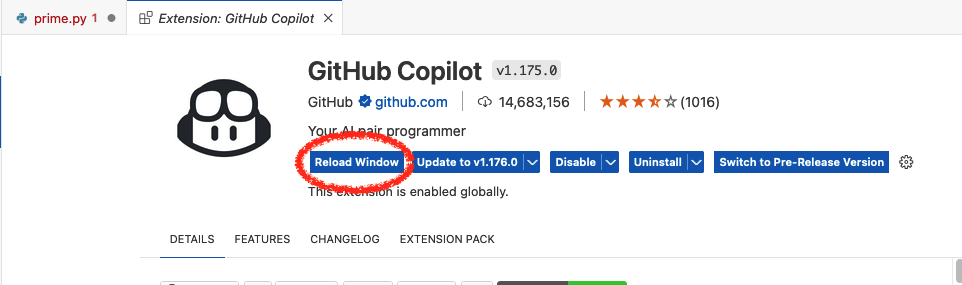 prime.py 1
Extension: GitHub Copilot
GitHub Copilot v1.175.0
GitHub github.com 14,683,156 (1016)
Your AI pair programmer
Reload Window Update to v1.176.0 Disable Uninstall Switch to Pre-Release Version
This extension is enabled globally.
DETAILS FEATURES CHANGELOG EXTENSION PACK